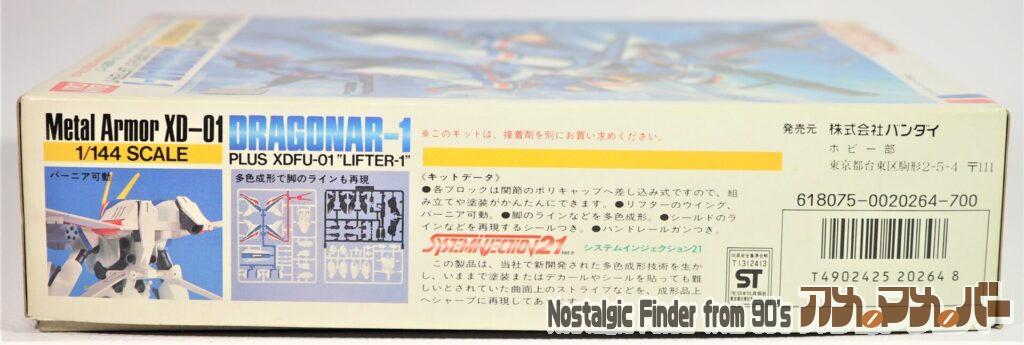 Metal Armor XD-01
DRAGONAR-1
1/144 SCALE
PLUS XDFU-01 "LIFTER-1"
バーニア可動
多色成形で脚のラインも再現
※このキットは、接着剤を別にお買い求めください。
《キットデータ》
●各ブロックは関節のポリキャップへ差し込み式ですので、組
み立てや塗装がかんたんにできます。●リフターのウイング、
バーニア可動。●脚のラインなどを多色成形。●シールドのラ
インなどを再現するシールつき。●ハンドレールガンつき。
SYSTEMINJECTION21
システムインジェクション21
この製品は、当社で新開発された多色成形技術を生か
し、いままで塗装またはデカールやシールを貼っても難し
いとされていた曲面上のストライプなどを、成形品上
へシャープに再現してあります。
発売元 株式会社バンダイ
ホビー部
東京都台東区駒形2-5-4 〒111
618075-0020264-700
T4902425 20264 8
T1312413
ST
Nostalgic Finder from 90's
アメカ